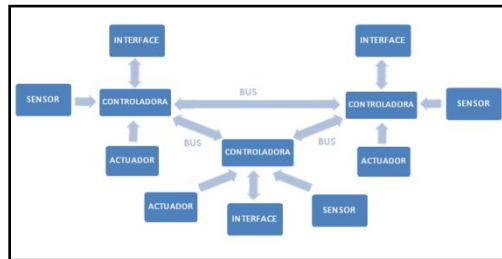 INTERFACE
INTERFACE
SENSOR
CONTROLADORA
BUS
CONTROLADORA
SENSOR
BUS
BUS
ACTUADOR
CONTROLADORA
ACTUADOR
ACTUADOR
INTERFACE
SENSOR